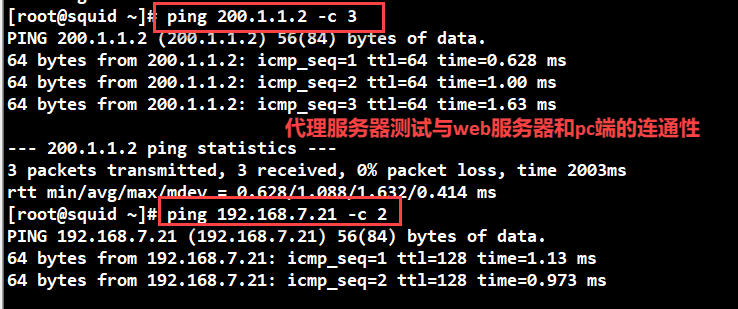 [root@squid ~]# ping 200.1.1.2 -c 3
PING 200.1.1.2 (200.1.1.2) 56(84) bytes of data.
64 bytes from 200.1.1.2: icmp_seq=1 ttl=64 time=0.628 ms
64 bytes from 200.1.1.2: icmp_seq=2 ttl=64 time=1.00 ms
64 bytes from 200.1.1.2: icmp_seq=3 ttl=64 time=1.63 ms
代理服务器测试与web服务器和pc端的连通性
--- 200.1.1.2 ping statistics ---
3 packets transmitted, 3 received, 0% packet loss, time 2003ms
rtt min/avg/max/mdev = 0.628/1.088/1.632/0.414 ms
[root@squid ~]# ping 192.168.7.21 -c 2
PING 192.168.7.21 (192.168.7.21) 56(84) bytes of data.
64 bytes from 192.168.7.21: icmp_seq=1 ttl=128 time=1.13 ms
64 bytes from 192.168.7.21: icmp_seq=2 ttl=128 time=0.973 ms